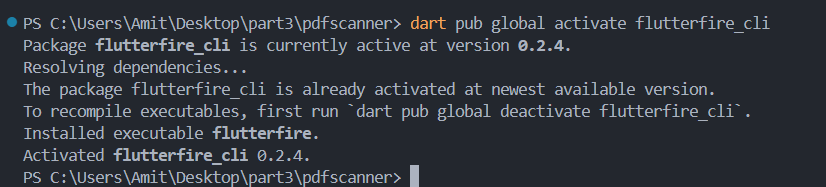 PS C:\Users\Amit\Desktop\part3\pdfscanner> dart pub global activate flutterfire_cli
Package flutterfire_cli is currently active at version 0.2.4.
Resolving dependencies...
The package flutterfire_cli is already activated at newest available version.
To recompile executables, first run `dart pub global deactivate flutterfire_cli`.
Installed executable flutterfire.
Activated flutterfire_cli 0.2.4.
PS C:\Users\Amit\Desktop\part3\pdfscanner>